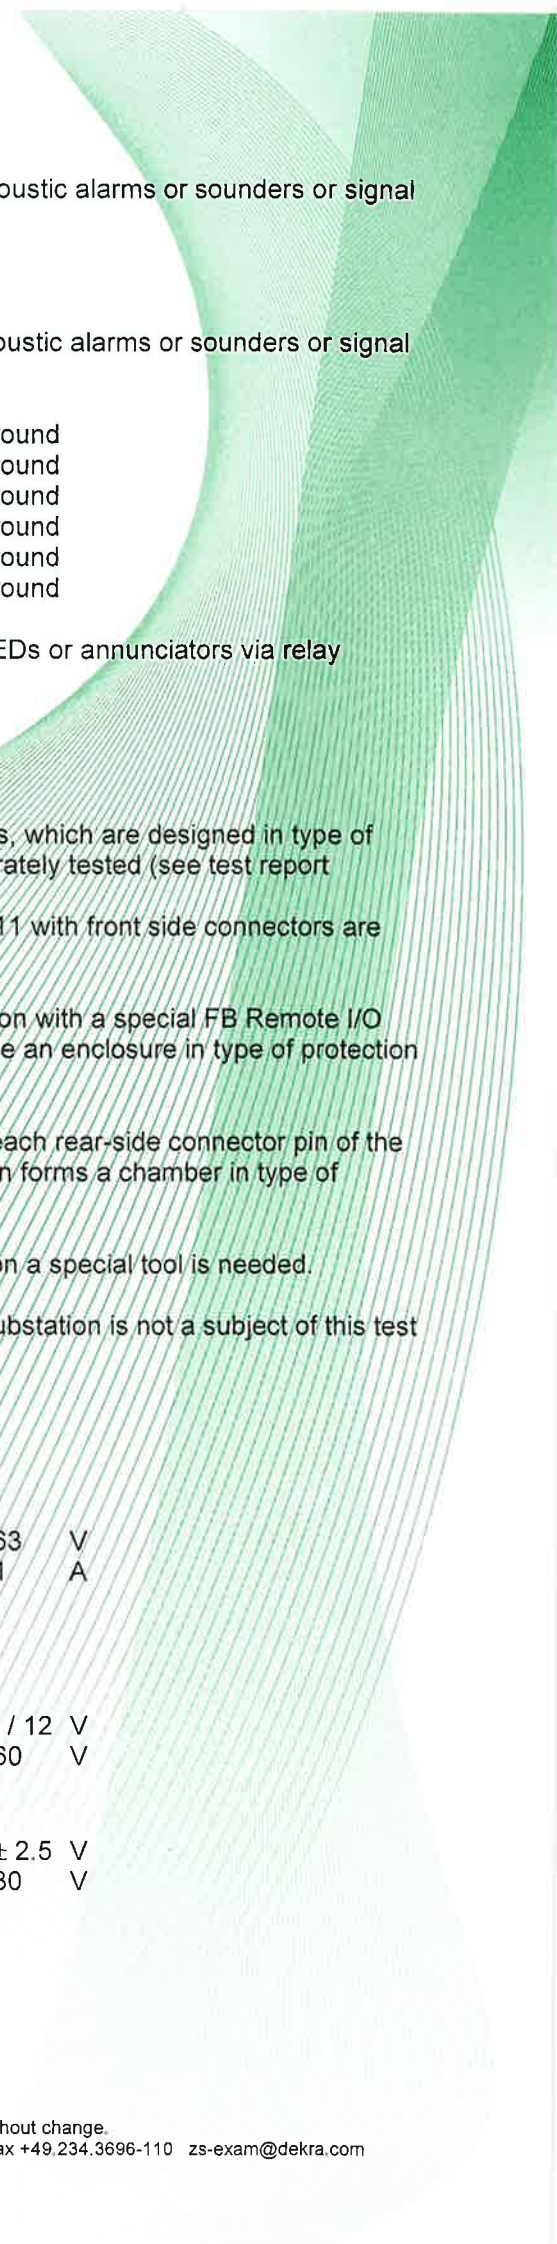 acoustic alarms or sounders or signal
acoustic alarms or sounders or signal
ound
ound
ound
ound
ound
ound
EDs or annunciators via relay
s, which are designed in type of
rately tested (see test report
11 with front side connectors are
on with a special FB Remote I/O
e an enclosure in type of protection
each rear-side connector pin of the
n forms a chamber in type of
on a special tool is needed.
ubstation is not a subject of this test
63 V
A
/ 12 V
60 V
± 2.5 V
30 V
hout change.
ax +49.234.3696-110 zs-exam@dekra.com